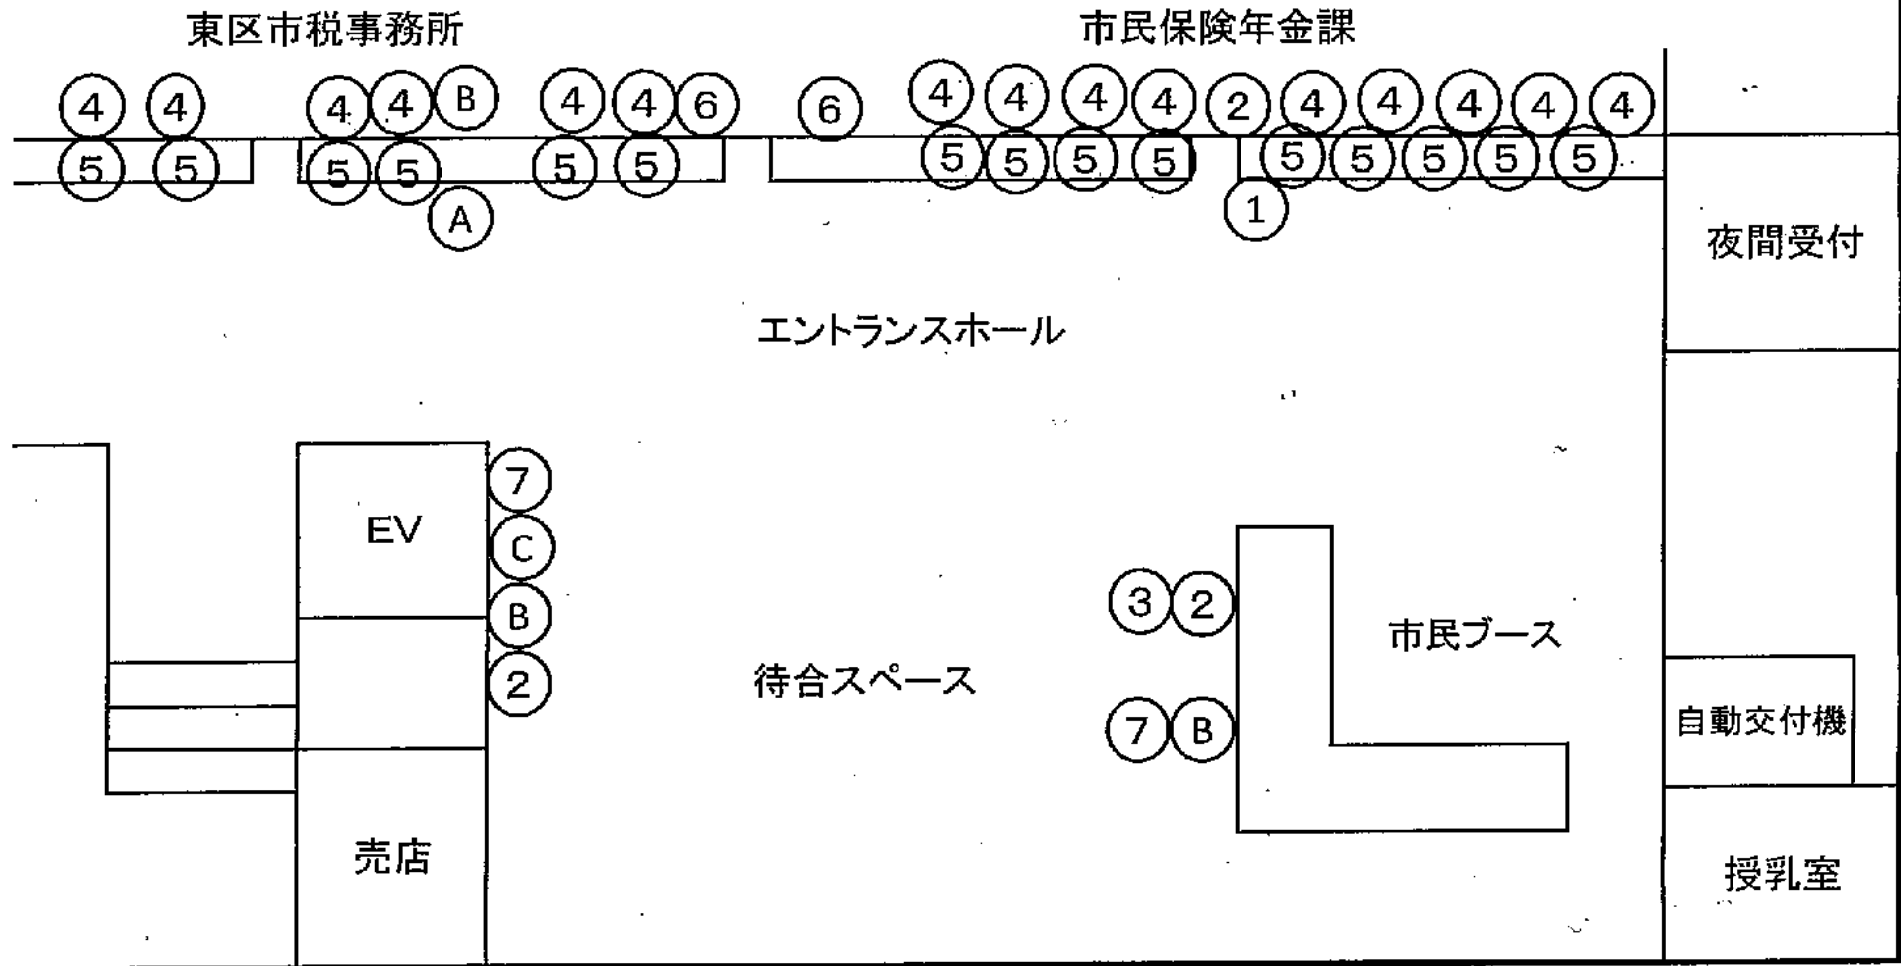 東区市税事務所 市民保険年金課
④ ④ ④ ④ Ⓑ ④ ④ ⑥ ⑥ ④ ④ ④ ④ ② ④ ④ ④ ④ ④
⑤ ⑤ ⑤ ⑤ ⑤ ⑤ ⑤ ⑤ ⑤ ⑤ ⑤ ⑤ ⑤ ⑤ ⑤
Ⓐ ①
夜間受付
エントランスホール
⑦
EV
Ⓒ
Ⓑ
③ ②
市民ブース
②
待合スペース
⑦ Ⓑ
自動交付機
売店
授乳室